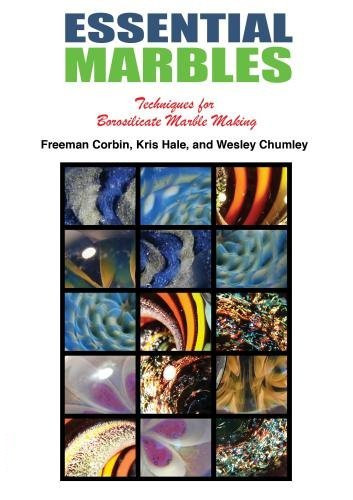 ESSENTIAL
MARBLES
Techniques for
Borosilicate Marble Making
Freeman Corbin, Kris Hale, and Wesley Chumley